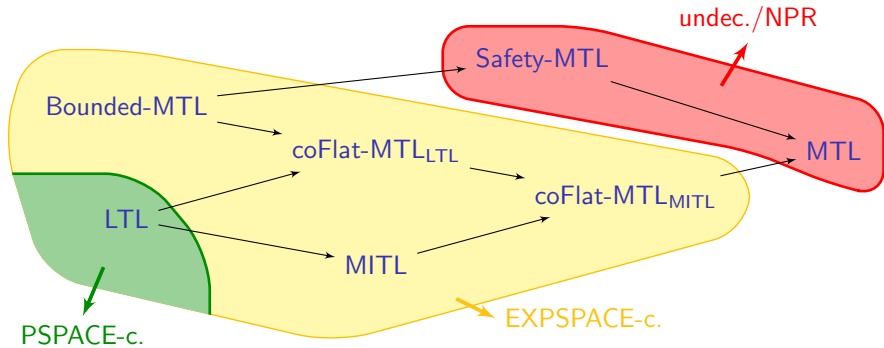 undec./NPR
Safety-MTL
Bounded-MTL
coFlat-MTL_LTL
MTL
coFlat-MTL_MITL
LTL
MITL
EXPSPACE-c.
PSPACE-c.